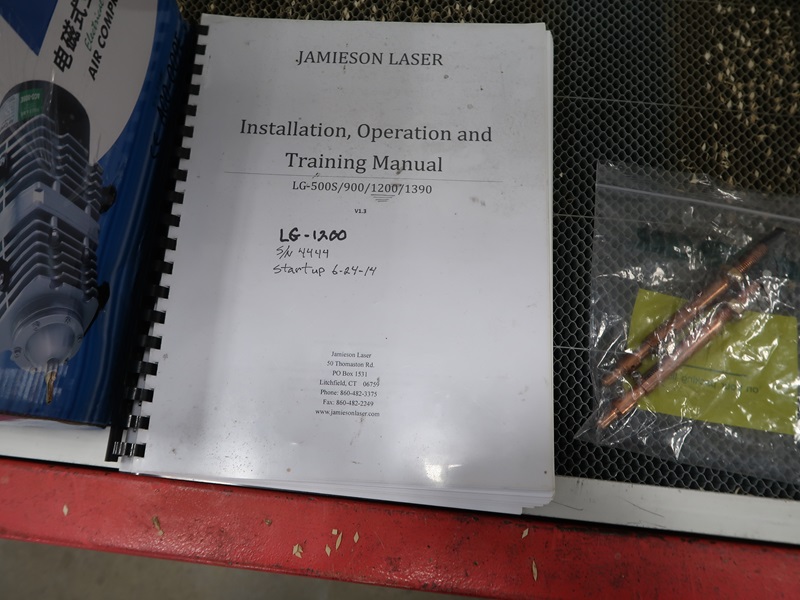 电磁式
AIR COMP
JAMIESON LASER
Installation, Operation and
Training Manual
LG-500S/900/1200/1390
V1.3
LG-1200
S/N 4444
Startup 6-24-14
Jamieson Laser
50 Thomaston Rd
PO Box 1531
Litchfield, CT 06759
Phone: 860-482-3375
Fax: 860-482-2249
www.jamiesonlaser.com